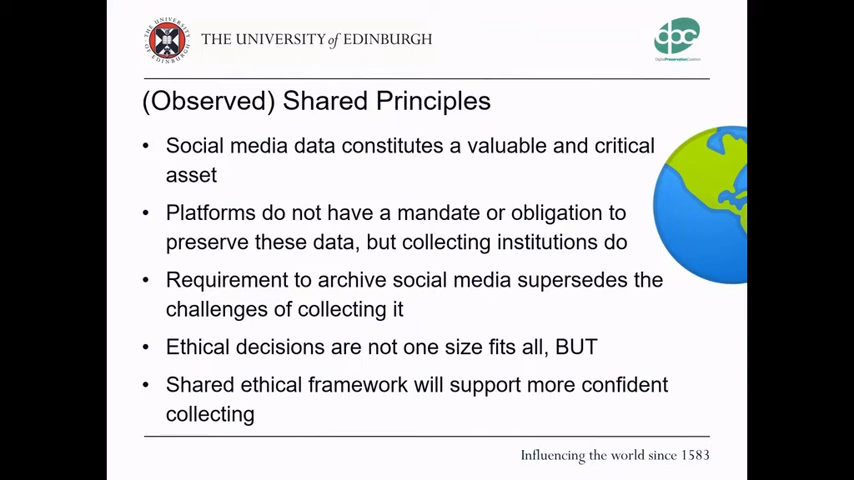 THE UNIVERSITY of EDINBURGH
dpc
Digital Preservation Coalition
(Observed) Shared Principles
• Social media data constitutes a valuable and critical
asset
• Platforms do not have a mandate or obligation to
preserve these data, but collecting institutions do
• Requirement to archive social media supersedes the
challenges of collecting it
• Ethical decisions are not one size fits all, BUT
• Shared ethical framework will support more confident
collecting
Influencing the world since 1583